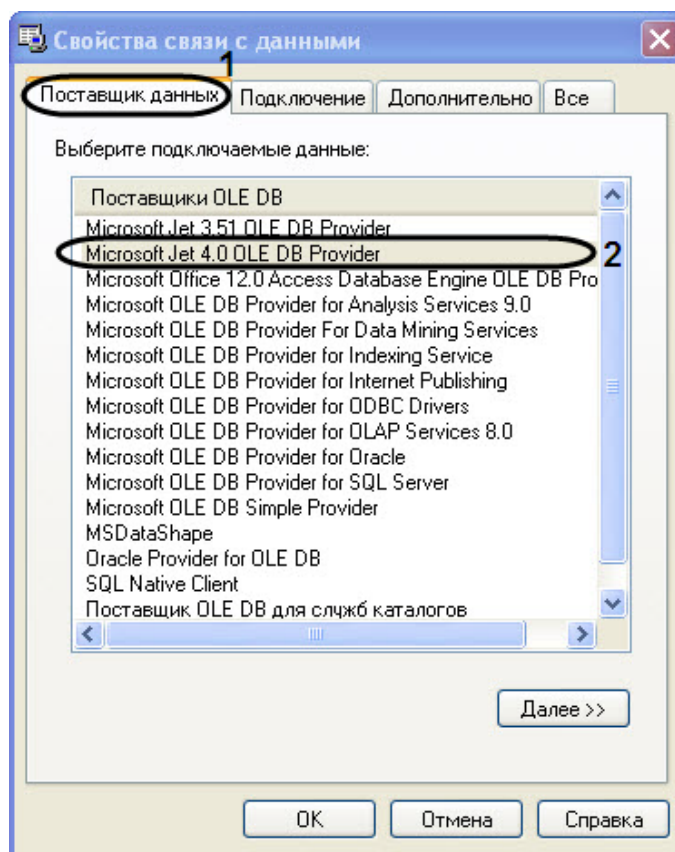 Свойства связи с данными
1
Поставщик данных Подключение Дополнительно Все
Выберите подключаемые данные:
Поставщики OLE DB
Microsoft Jet 3.51 OLE DB Provider
Microsoft Jet 4.0 OLE DB Provider 2
Microsoft Office 12.0 Access Database Engine OLE DB Pro
Microsoft OLE DB Provider for Analysis Services 9.0
Microsoft OLE DB Provider For Data Mining Services
Microsoft OLE DB Provider for Indexing Service
Microsoft OLE DB Provider for Internet Publishing
Microsoft OLE DB Provider for ODBC Drivers
Microsoft OLE DB Provider for OLAP Services 8.0
Microsoft OLE DB Provider for Oracle
Microsoft OLE DB Provider for SQL Server
Microsoft OLE DB Simple Provider
MSDataShape
Oracle Provider for OLE DB
SQL Native Client
Поставщик OLE DB для служб каталогов
Далее >>
ОК Отмена Справка